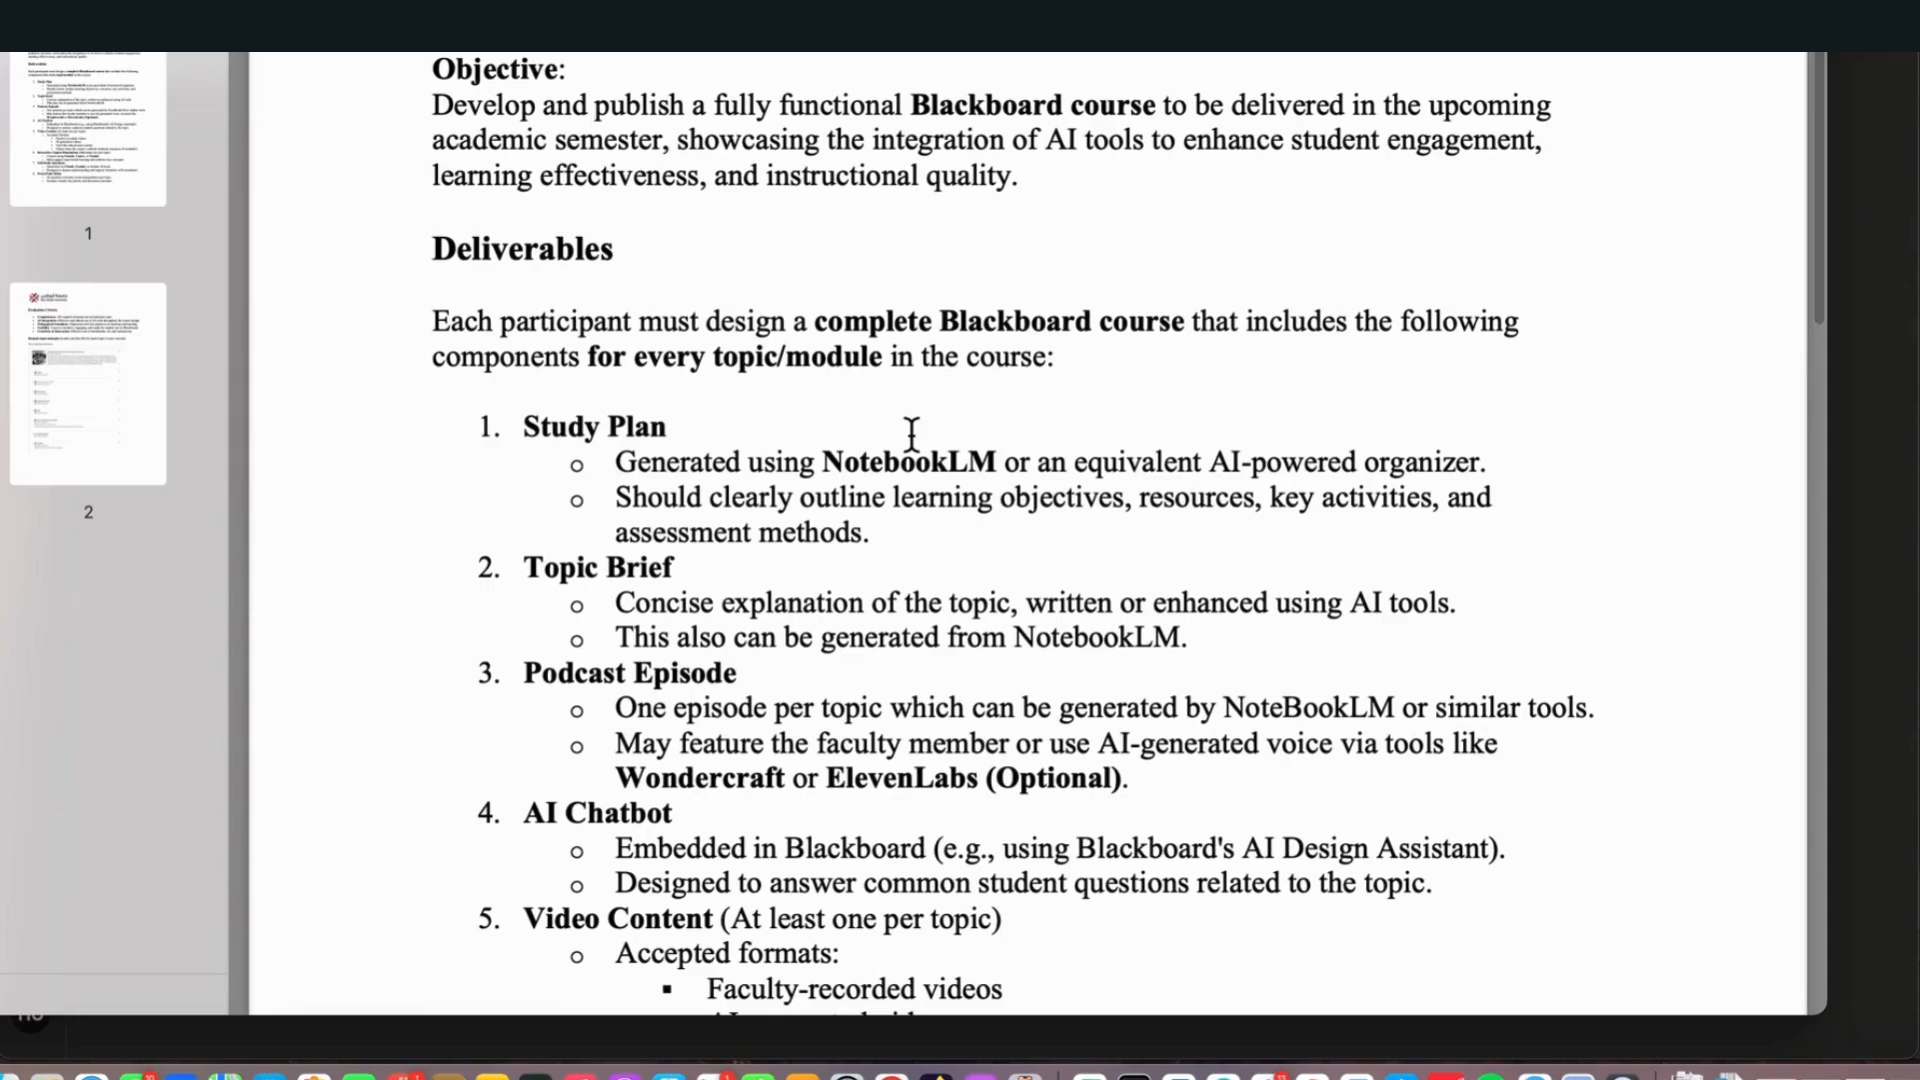 Objective:
Develop and publish a fully functional Blackboard course to be delivered in the upcoming
academic semester, showcasing the integration of AI tools to enhance student engagement,
learning effectiveness, and instructional quality.
Deliverables
Each participant must design a complete Blackboard course that includes the following
components for every topic/module in the course:
1. Study Plan
o Generated using NotebookLM or an equivalent AI-powered organizer.
o Should clearly outline learning objectives, resources, key activities, and
assessment methods.
2. Topic Brief
o Concise explanation of the topic, written or enhanced using AI tools.
o This also can be generated from NotebookLM.
3. Podcast Episode
o One episode per topic which can be generated by NoteBookLM or similar tools.
o May feature the faculty member or use AI-generated voice via tools like
Wondercraft or ElevenLabs (Optional).
4. AI Chatbot
o Embedded in Blackboard (e.g., using Blackboard's AI Design Assistant).
o Designed to answer common student questions related to the topic.
5. Video Content (At least one per topic)
o Accepted formats:
▪ Faculty-recorded videos
1
2